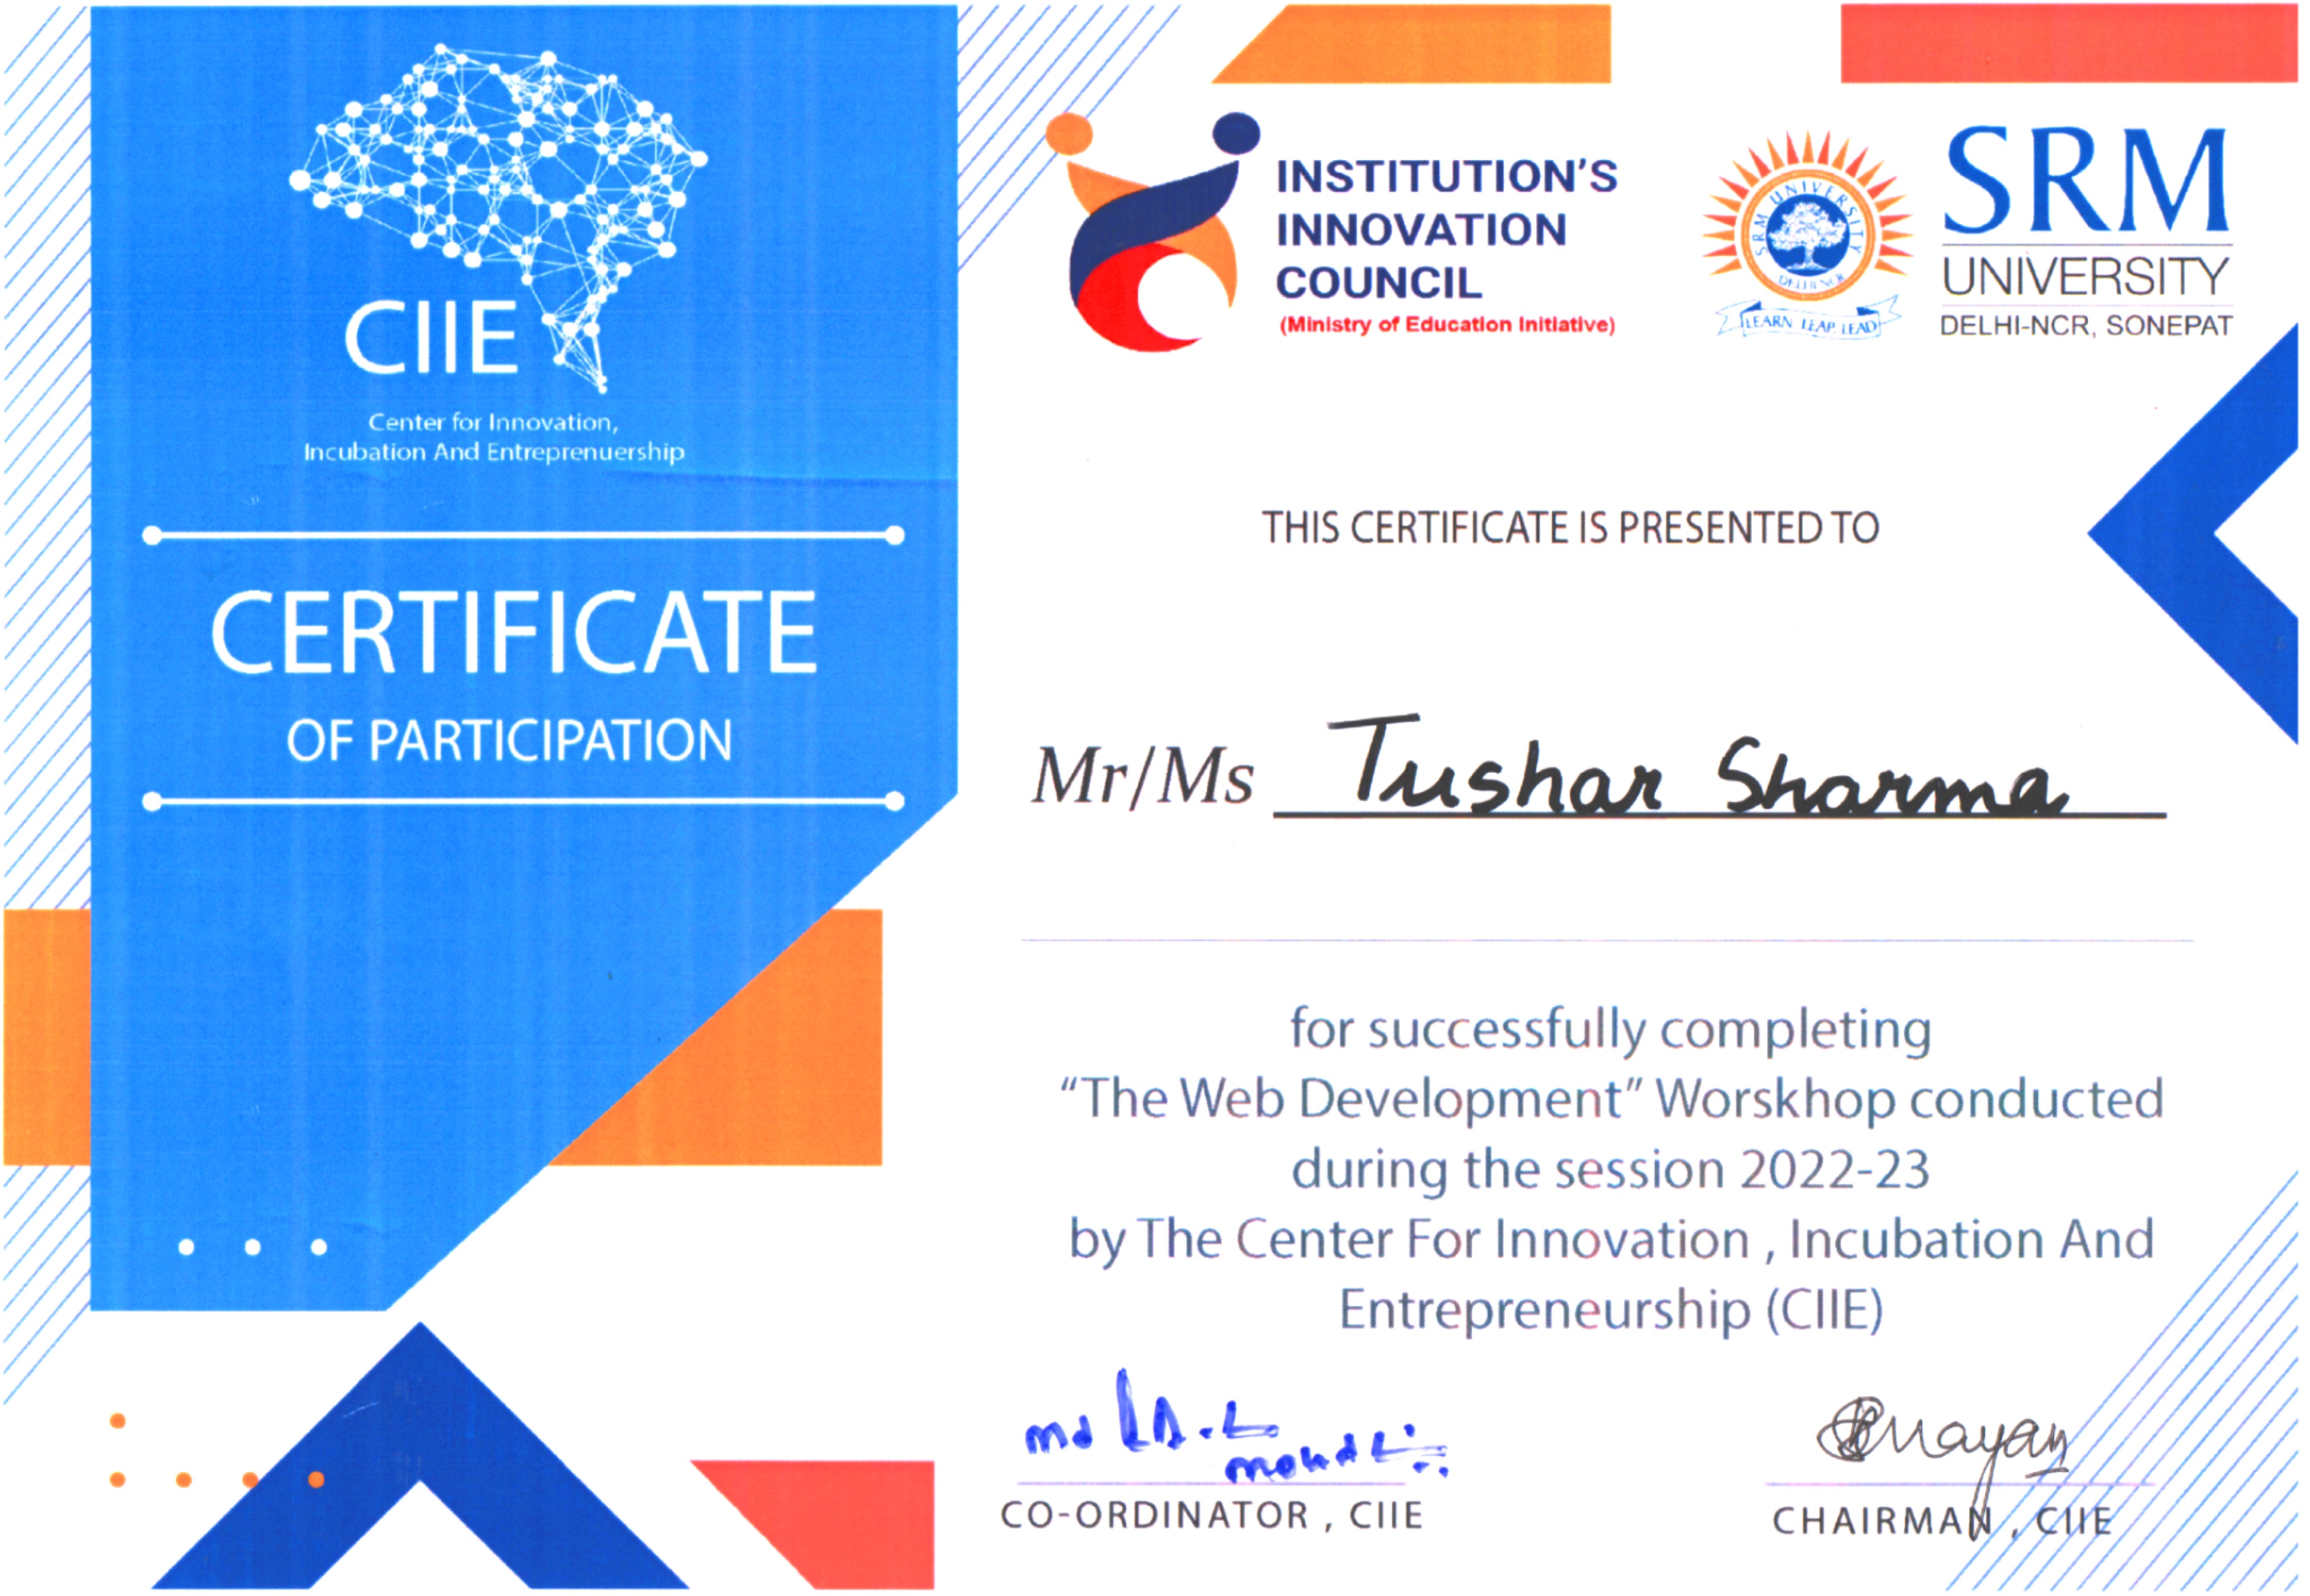 CIIE
Center for Innovation,
Incubation And Entreprenuership
CERTIFICATE
OF PARTICIPATION
INSTITUTION'S
INNOVATION
COUNCIL
(Ministry of Education Initiative)
SRM UNIVERSITY
DELHI-NCR
LEARN LEAP LEAD
SRM
UNIVERSITY
DELHI-NCR, SONEPAT
THIS CERTIFICATE IS PRESENTED TO
Mr/Ms Tushar Sharma
for successfully completing
“The Web Development” Worskhop conducted
during the session 2022-23
by The Center For Innovation , Incubation And
Entrepreneurship (CIIE)
CO-ORDINATOR , CIIE
CHAIRMAN , CIIE